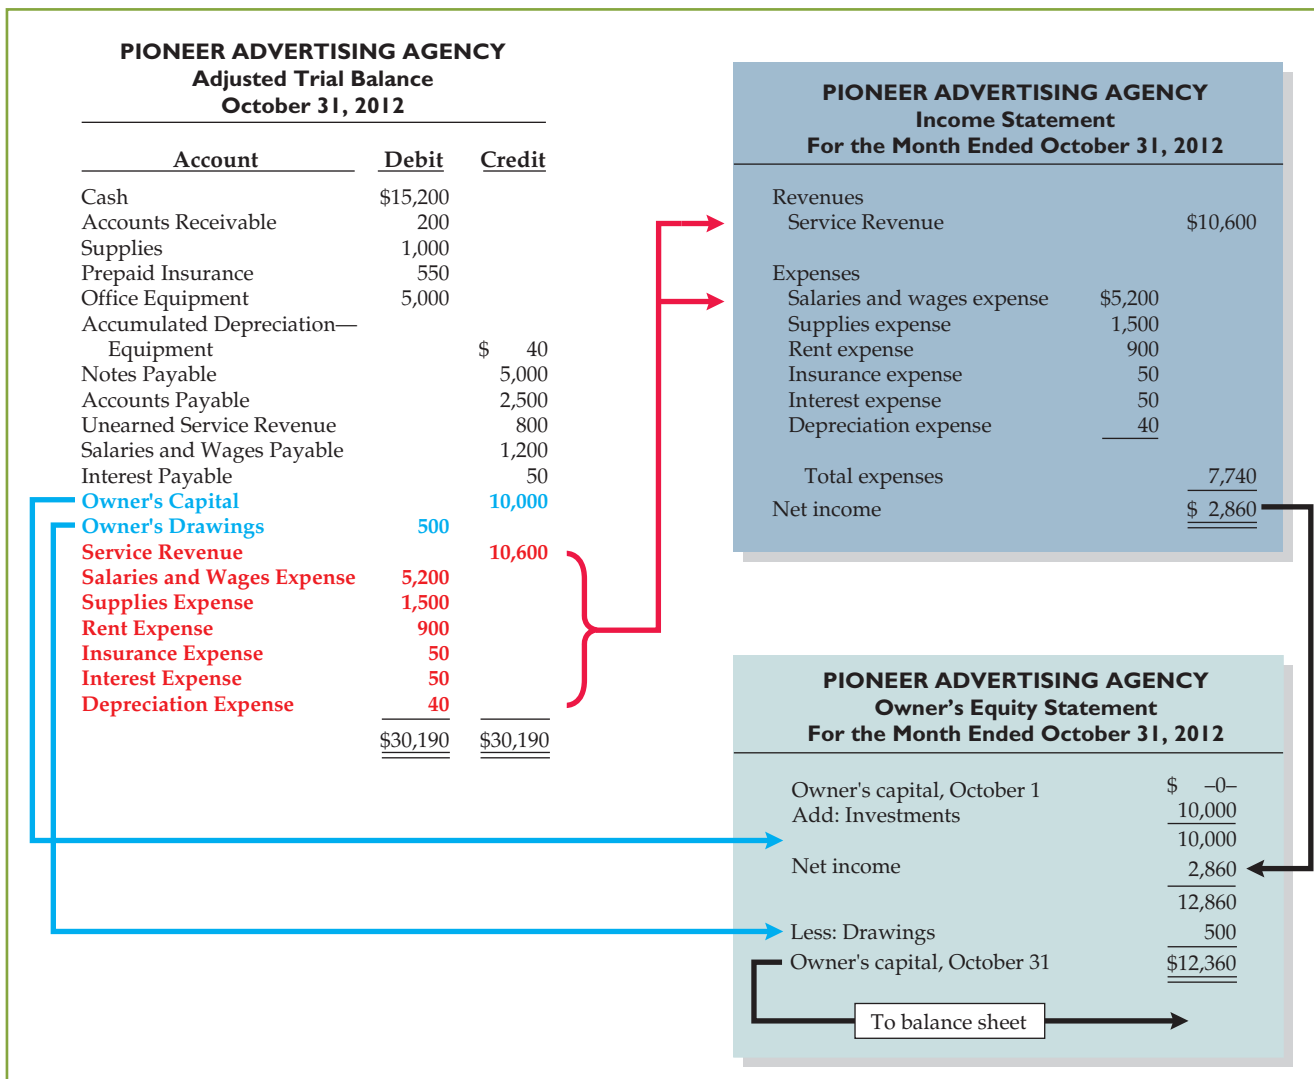 PIONEER ADVERTISING AGENCY
Adjusted Trial Balance
October 31, 2012
Account Debit Credit
Cash $15,200
Accounts Receivable 200
Supplies 1,000
Prepaid Insurance 550
Office Equipment 5,000
Accumulated Depreciation—
Equipment $ 40
Notes Payable 5,000
Accounts Payable 2,500
Unearned Service Revenue 800
Salaries and Wages Payable 1,200
Interest Payable 50
Owner's Capital 10,000
Owner's Drawings 500
Service Revenue 10,600
Salaries and Wages Expense 5,200
Supplies Expense 1,500
Rent Expense 900
Insurance Expense 50
Interest Expense 50
Depreciation Expense 40
$30,190 $30,190
PIONEER ADVERTISING AGENCY
Income Statement
For the Month Ended October 31, 2012
Revenues
Service Revenue $10,600
Expenses
Salaries and wages expense $5,200
Supplies expense 1,500
Rent expense 900
Insurance expense 50
Interest expense 50
Depreciation expense 40
Total expenses 7,740
Net income $ 2,860
PIONEER ADVERTISING AGENCY
Owner’s Equity Statement
For the Month Ended October 31, 2012
Owner's capital, October 1 $ –0–
Add: Investments 10,000
10,000
Net income 2,860
12,860
Less: Drawings 500
Owner's capital, October 31 $12,360
To balance sheet